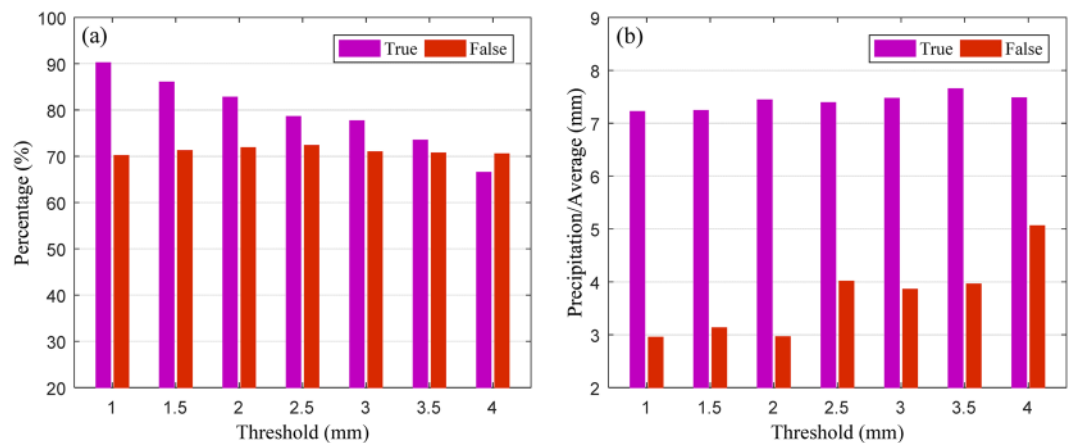 (a)
True False
Percentage (%)
100
90
80
70
60
50
40
30
20
1 1.5 2 2.5 3 3.5 4
Threshold (mm)
(b)
True False
Precipitation/Average (mm)
9
8
7
6
5
4
3
2
1 1.5 2 2.5 3 3.5 4
Threshold (mm)